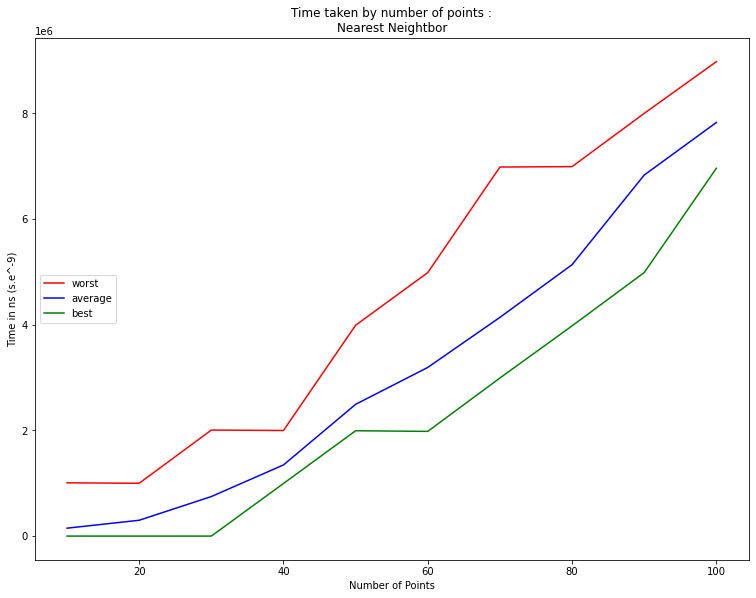 Time taken by number of points :
Nearest Neightbor
1e6
8
6
4
2
0
Time in ns (s.e^-9)
worst
average
best
20
40
60
80
100
Number of Points